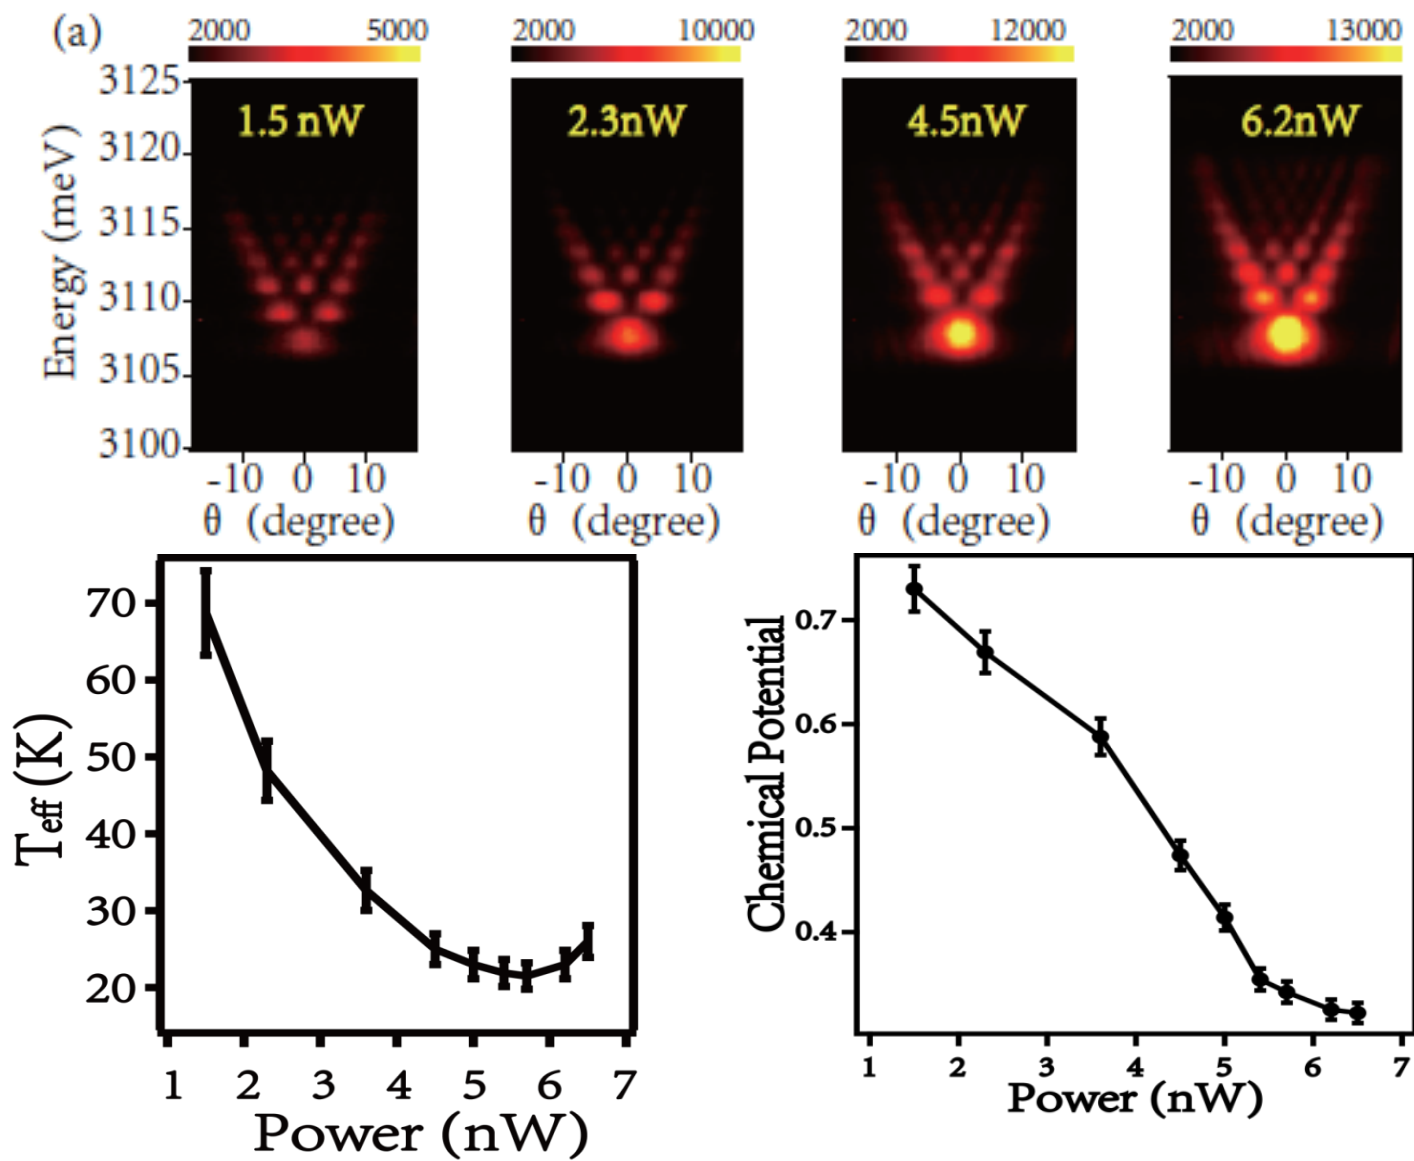 (a)
2000 5000
2000 10000
2000 12000
2000 13000
1.5 nW
2.3nW
4.5nW
6.2nW
Energy (meV)
3125
3120
3115
3110
3105
3100
-10 0 10
-10 0 10
-10 0 10
-10 0 10
θ (degree)
θ (degree)
θ (degree)
θ (degree)
Teff (K)
70
60
50
40
30
20
1 2 3 4 5 6 7
Power (nW)
Chemical Potential
0.7
0.6
0.5
0.4
1 2 3 4 5 6 7
Power (nW)